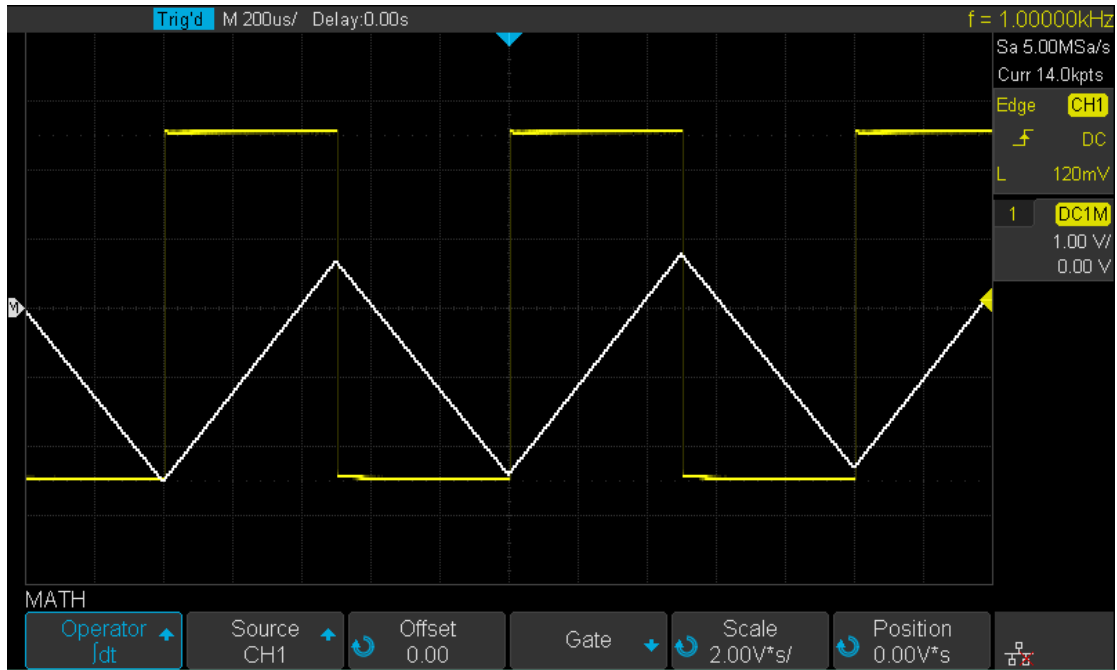 Trig'd M 200us/ Delay:0.00s f = 1.00000kHz
Sa 5.00MSa/s
Curr 14.0kpts
Edge CH1
DC
L 120mV
1 DC1M
1.00 V/
0.00 V
M
MATH
Operator Source Offset Gate Scale Position
∫dt CH1 0.00 2.00V*s/ 0.00V*s